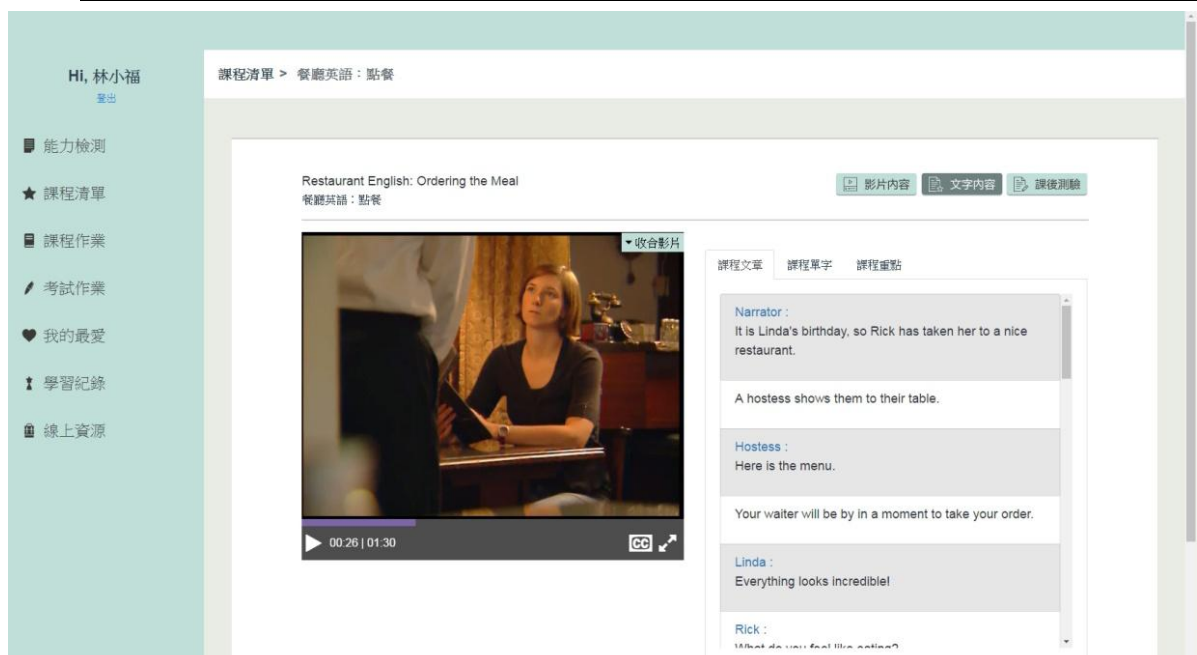 Hi, 林小福
登出
能力檢測
課程清單
課程作業
考試作業
我的最愛
學習紀錄
線上資源
課程清單 > 餐廳英語：點餐
Restaurant English: Ordering the Meal
餐廳英語：點餐
影片內容
文字內容
課後測驗
收合影片
00:26 | 01:30
CC
課程文章
課程單字
課程重點
Narrator :
It is Linda's birthday, so Rick has taken her to a nice
restaurant.
A hostess shows them to their table.
Hostess :
Here is the menu.
Your waiter will be by in a moment to take your order.
Linda :
Everything looks incredible!
Rick :
What do you feel like eating?